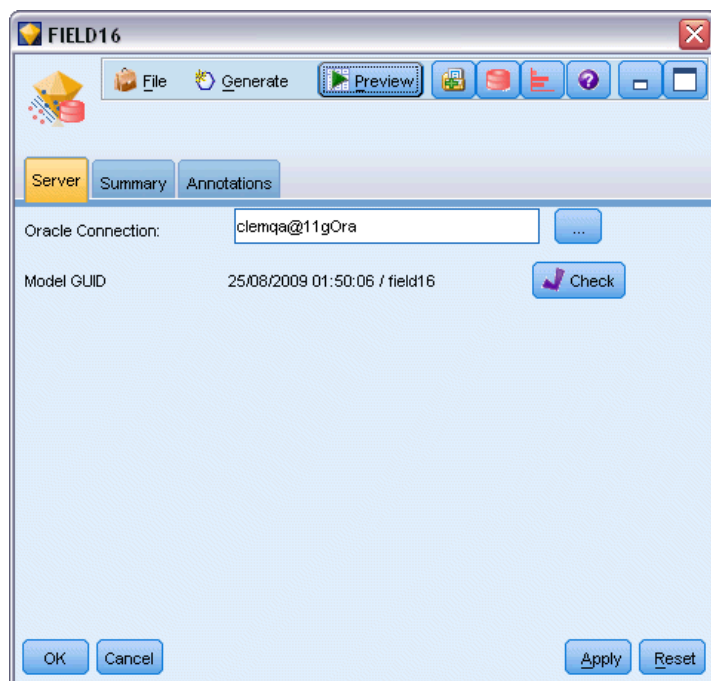 FIELD16
File Generate Preview
Server Summary Annotations
Oracle Connection: clemqa@11gOra ...
Model GUID 25/08/2009 01:50:06 / field16 Check
OK Cancel Apply Reset